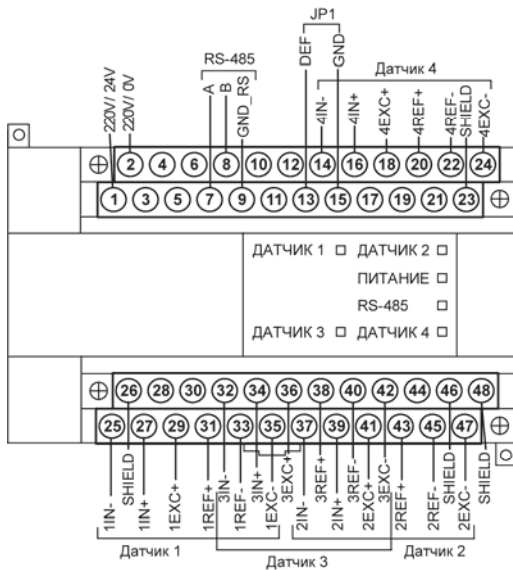 JP1
RS-485
DEF
GND
Датчик 4
220V/ 24V
220V/ 0V
A
B
GND_RS
4IN-
4IN+
4EXC+
4REF+
4REF-
SHIELD
4EXC-
2 4 6 8 10 12 14 16 18 20 22 24
1 3 5 7 9 11 13 15 17 19 21 23
ДАТЧИК 1 ДАТЧИК 2
ПИТАНИЕ
RS-485
ДАТЧИК 3 ДАТЧИК 4
26 28 30 32 34 36 38 40 42 44 46 48
25 27 29 31 33 35 37 39 41 43 45 47
1IN-
SHIELD
1IN+
1EXC+
1REF+
3IN-
1REF-
3IN+
1EXC-
3EXC+
2IN-
3REF+
2IN+
3REF-
2EXC+
3EXC-
2REF+
2REF-
SHIELD
2EXC-
SHIELD
Датчик 1
Датчик 3
Датчик 2